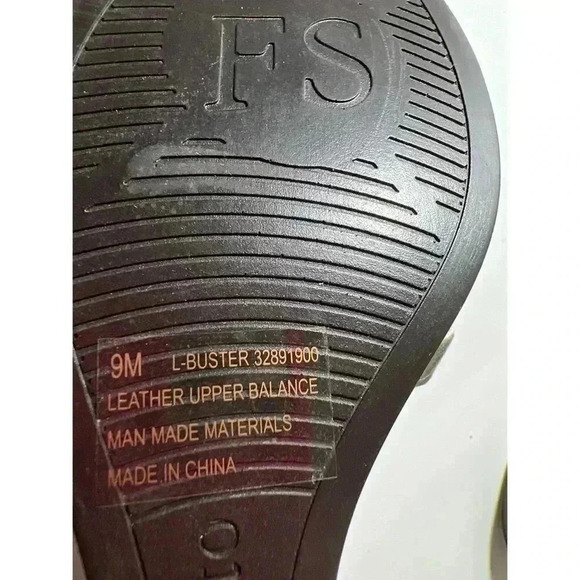 FS
9M L-BUSTER 32891900
LEATHER UPPER BALANCE
MAN MADE MATERIALS
MADE IN CHINA